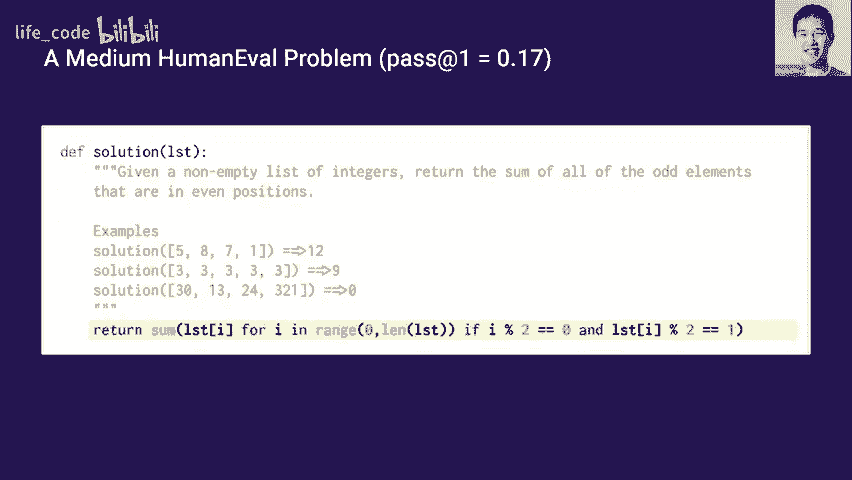 life_code bilibili
A Medium HumanEval Problem (pass@1 = 0.17)
def solution(lst):
"""Given a non-empty list of integers, return the sum of all of the odd elements
that are in even positions.
Examples
solution([5, 8, 7, 1]) ==>12
solution([3, 3, 3, 3, 3]) ==>9
solution([30, 13, 24, 321]) ==>0
"""
return sum(lst[i] for i in range(0,len(lst)) if i % 2 == 0 and lst[i] % 2 == 1)